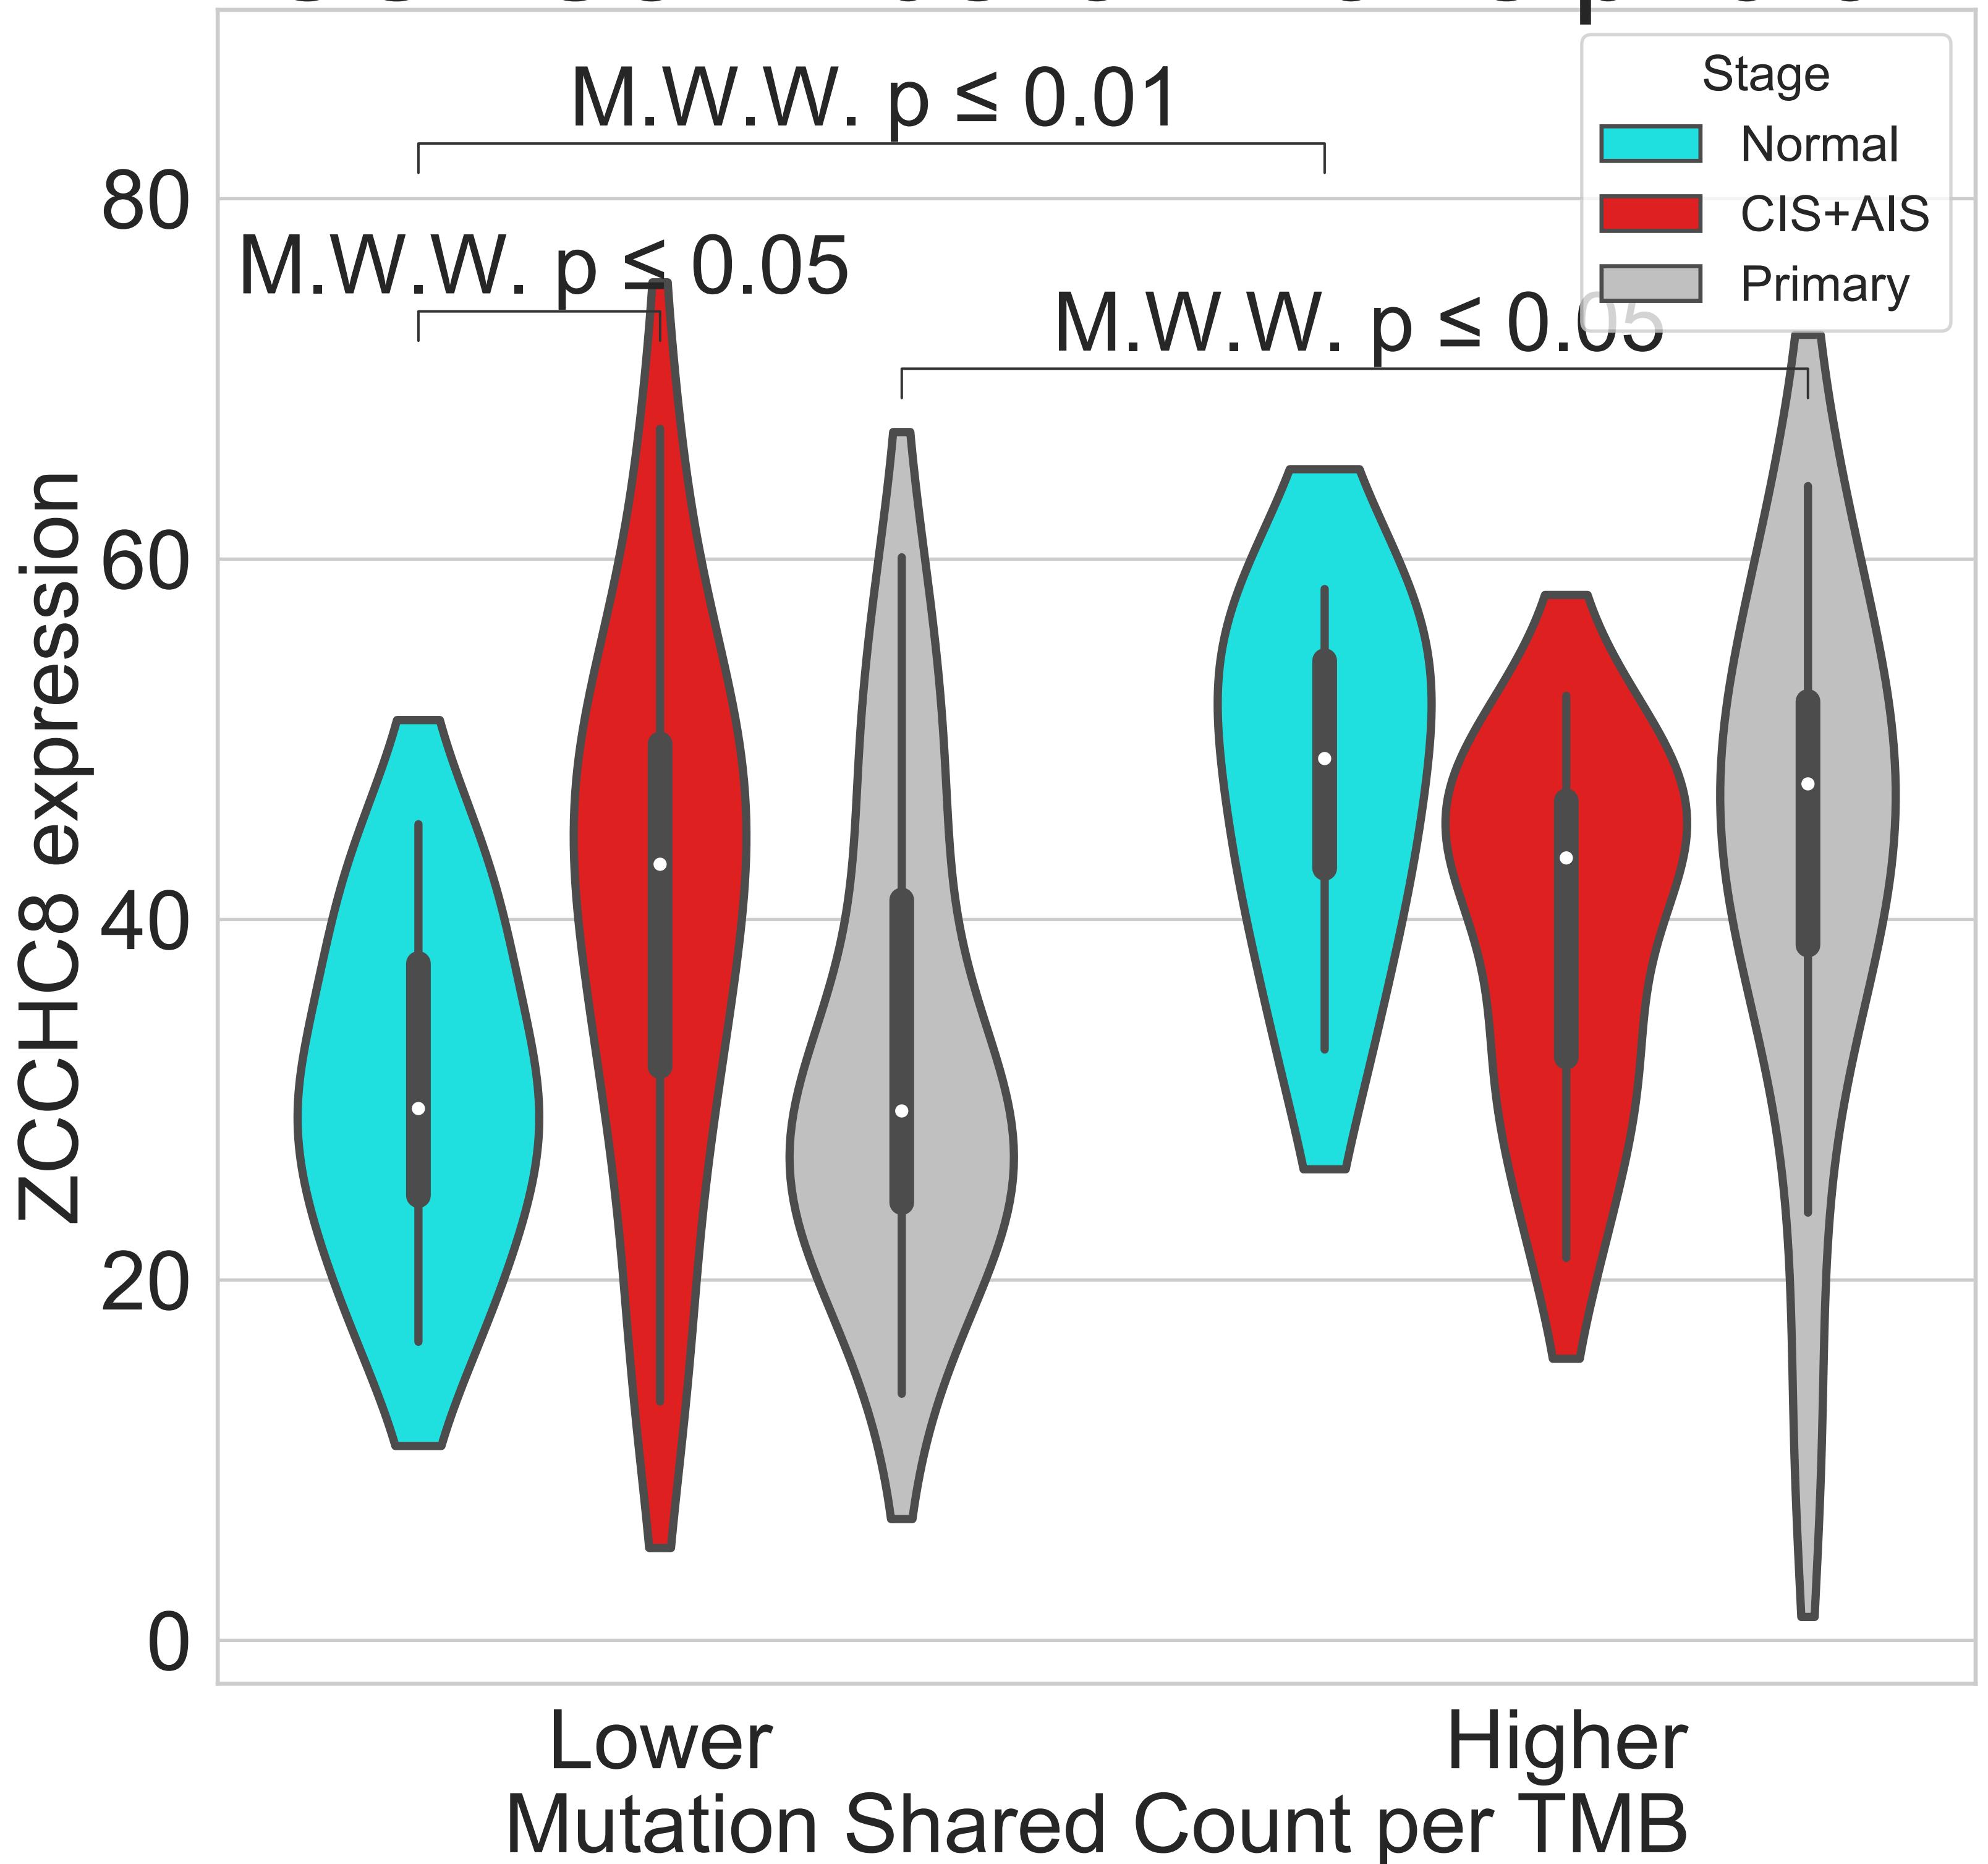 M.W.W. p ≤ 0.01
Stage
Normal
CIS+AIS
Primary
M.W.W. p ≤ 0.05
M.W.W. p ≤ 0.05
80
60
40
20
0
ZCCHC8 expression
Lower
Higher
Mutation Shared Count per TMB